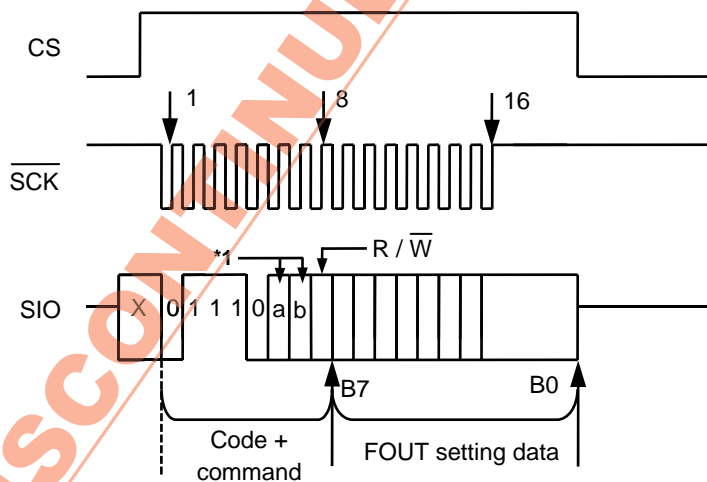 CS
1
8
16
SCK
*1
R / W
SIO
X
0
1
1
1
0
a
b
B7
B0
Code +
command
FOUT setting data
DISCONTINU